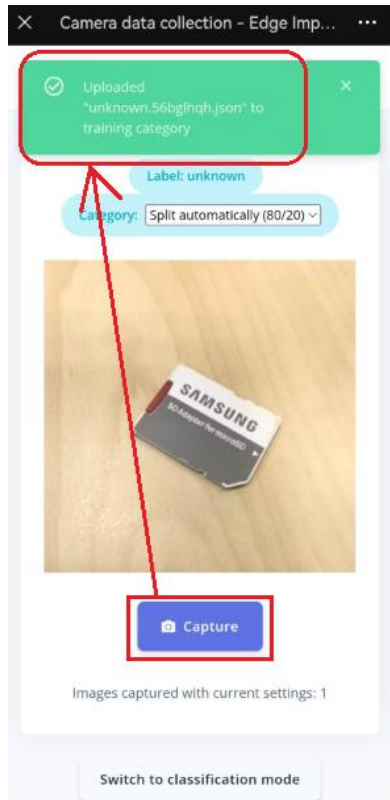 Camera data collection – Edge Imp...
Uploaded
"unknown.56bglhqh.json" to
training category
Label: unknown
Category: Split automatically (80/20)
SAMSUNG
SD Adapter for microSD
Capture
Images captured with current settings: 1
Switch to classification mode